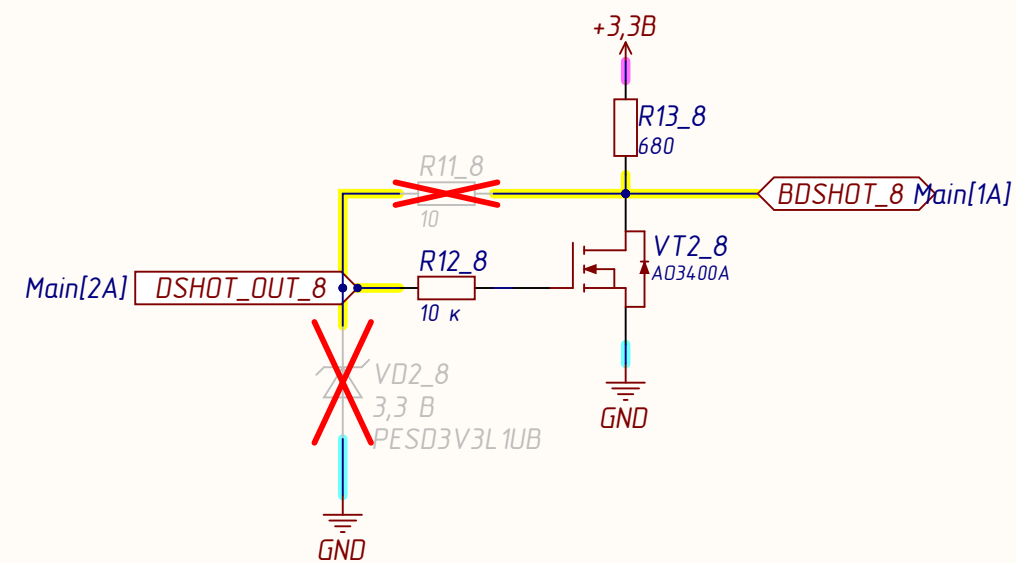 +3,3В
R13_8
680
R11_8
10
BDSHOT_8 Main[1A]
VT2_8
AO3400A
R12_8
10 к
Main[2A] DSHOT_OUT_8
VD2_8
3,3 В
PESD3V3L1UB
GND
GND